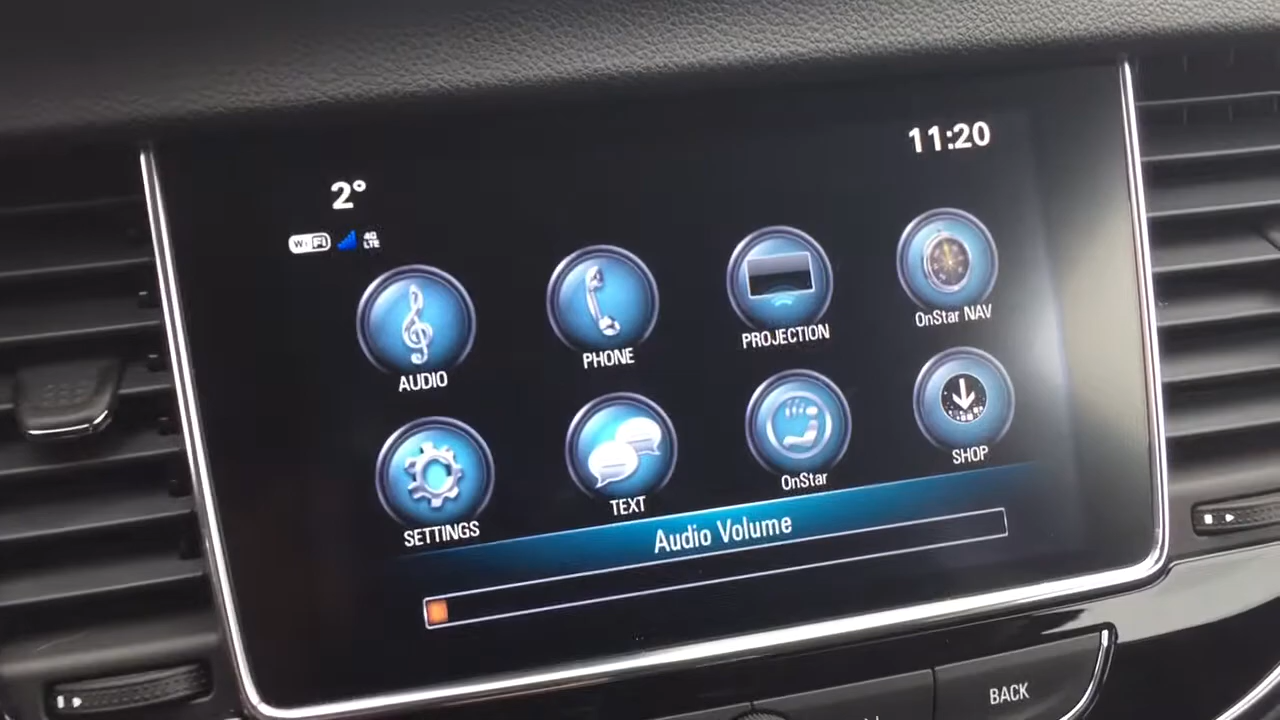 11:20
2°
WiFi 4G
LTE
AUDIO PHONE PROJECTION OnStar NAV
SETTINGS TEXT OnStar SHOP
Audio Volume
BACK